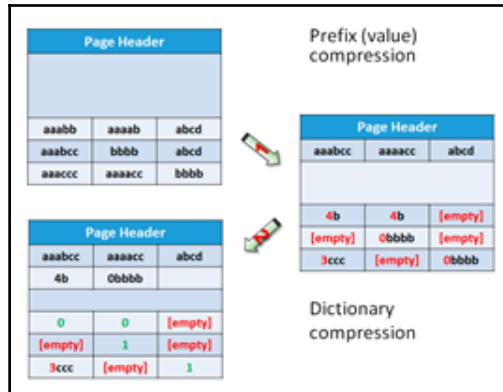 Page Header
aaabb aaaab abcd
aaabcc bbbb abcd
aaaccc aaaacc bbbb
Prefix (value)
compression
1
Page Header
aaabcc aaaacc abcd
4b 4b [empty]
[empty] 0bbbb [empty]
3ccc [empty] 0bbbb
2
Page Header
aaabcc aaaacc abcd
4b 0bbbb
0 0 [empty]
[empty] 1 [empty]
3ccc [empty] 1
Dictionary
compression